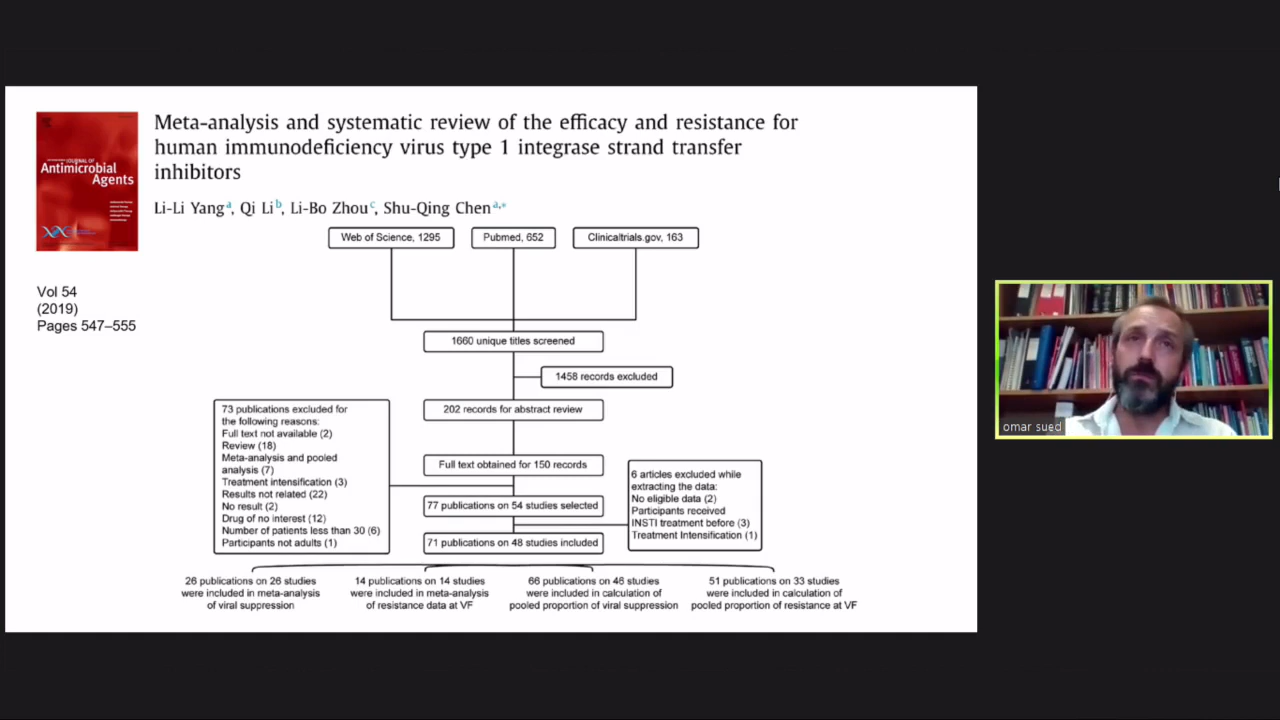 JOURNAL OF
Antimicrobial
Agents
Meta-analysis and systematic review of the efficacy and resistance for
human immunodeficiency virus type 1 integrase strand transfer
inhibitors
Li-Li Yang a, Qi Li b, Li-Bo Zhou c, Shu-Qing Chen a,*
Vol 54
(2019)
Pages 547–555
Web of Science, 1295
Pubmed, 652
Clinicaltrials.gov, 163
1660 unique titles screened
1458 records excluded
202 records for abstract review
73 publications excluded for
the following reasons:
Full text not available (2)
Review (18)
Meta-analysis and pooled
analysis (7)
Treatment intensification (3)
Results not related (22)
No result (2)
Drug of no interest (12)
Number of patients less than 30 (6)
Participants not adults (1)
Full text obtained for 150 records
77 publications on 54 studies selected
6 articles excluded while
extracting the data:
No eligible data (2)
Participants received
INSTI treatment before (3)
Treatment Intensification (1)
71 publications on 48 studies included
26 publications on 26 studies
were included in meta-analysis
of viral suppression
14 publications on 14 studies
were included in meta-analysis
of resistance data at VF
66 publications on 46 studies
were included in calculation of
pooled proportion of viral suppression
51 publications on 33 studies
were included in calculation of
pooled proportion of resistance at VF
omar sued